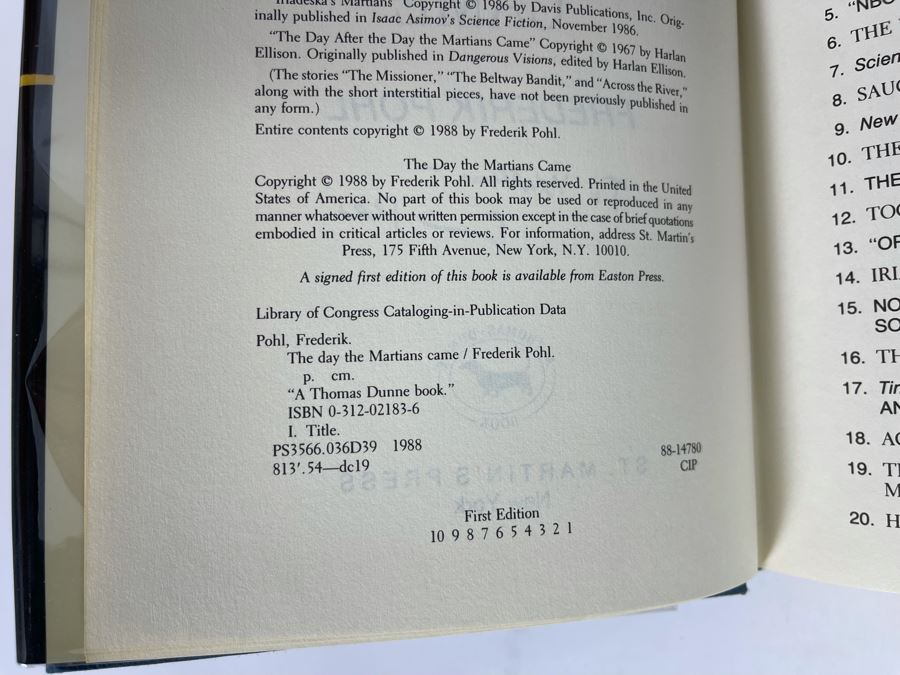 Iriadeska's Martians" Copyright © 1986 by Davis Publications, Inc. Orig-
inally published in Isaac Asimov's Science Fiction, November 1986.
"The Day After the Day the Martians Came" Copyright © 1967 by Harlan
Ellison. Originally published in Dangerous Visions, edited by Harlan Ellison.
(The stories "The Missioner," "The Beltway Bandit," and "Across the River,"
along with the short interstitial pieces, have not been previously published in
any form.)
Entire contents copyright © 1988 by Frederik Pohl.
The Day the Martians Came
Copyright © 1988 by Frederik Pohl. All rights reserved. Printed in the United
States of America. No part of this book may be used or reproduced in any
manner whatsoever without written permission except in the case of brief quotations
embodied in critical articles or reviews. For information, address St. Martin's
Press, 175 Fifth Avenue, New York, N.Y. 10010.
A signed first edition of this book is available from Easton Press.
Library of Congress Cataloging-in-Publication Data
Pohl, Frederik.
The day the Martians came / Frederik Pohl.
p. cm.
"A Thomas Dunne book."
ISBN 0-312-02183-6
I. Title.
PS3566.036D39 1988 88-14780
813'.54—dc19 CIP
First Edition
10 9 8 7 6 5 4 3 2 1
5. "NBC
6. THE
7. Scien
8. SAUC
9. New
10. THE
11. THE
12. TOO
13. "OF
14. IRI
15. NO
SO
16. TH
17. Tin
AN
18. AC
19. TH
M
20. H